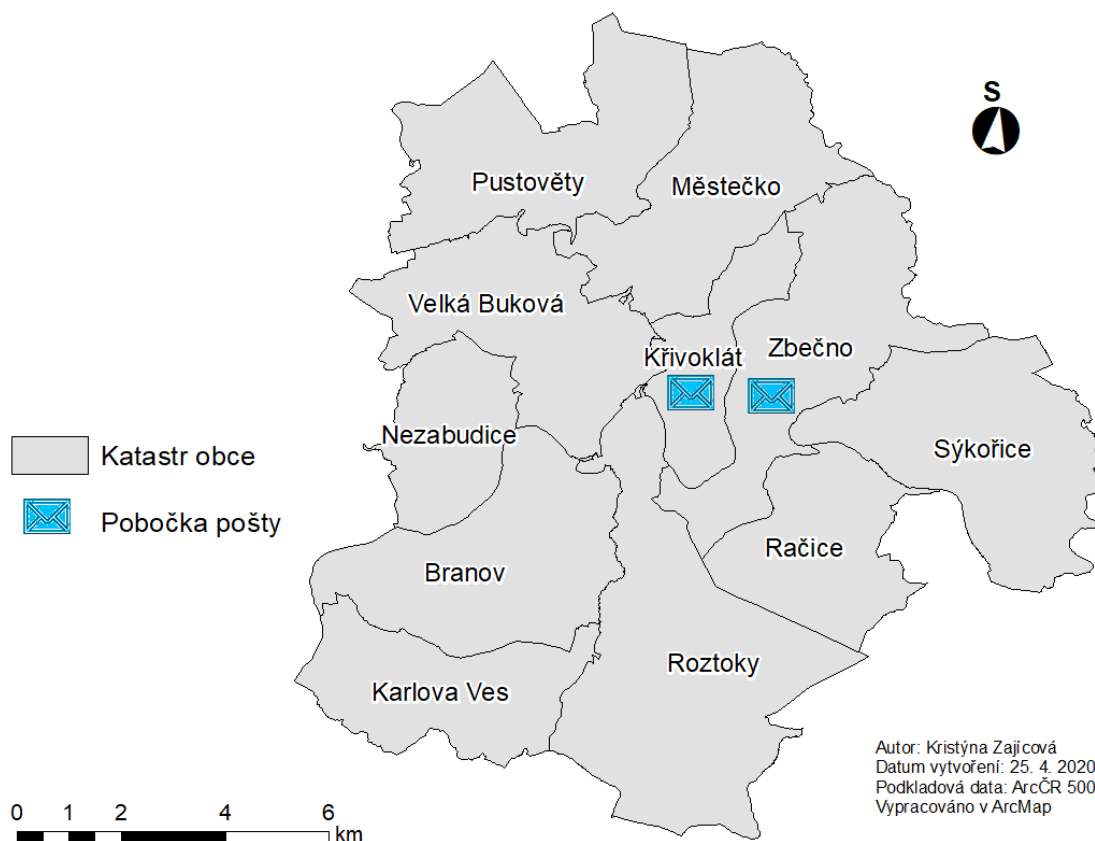 S
Pustověty
Městečko
Velká Buková
Křivoklát
Zbečno
Nezabudice
Sýkořice
Katastr obce
Pobočka pošty
Račice
Branov
Roztoky
Karlova Ves
Autor: Kristýna Zajícová
Datum vytvoření: 25. 4. 2020
Podkladová data: ArcČR 500
Vypracováno v ArcMap
0 1 2 4 6
km